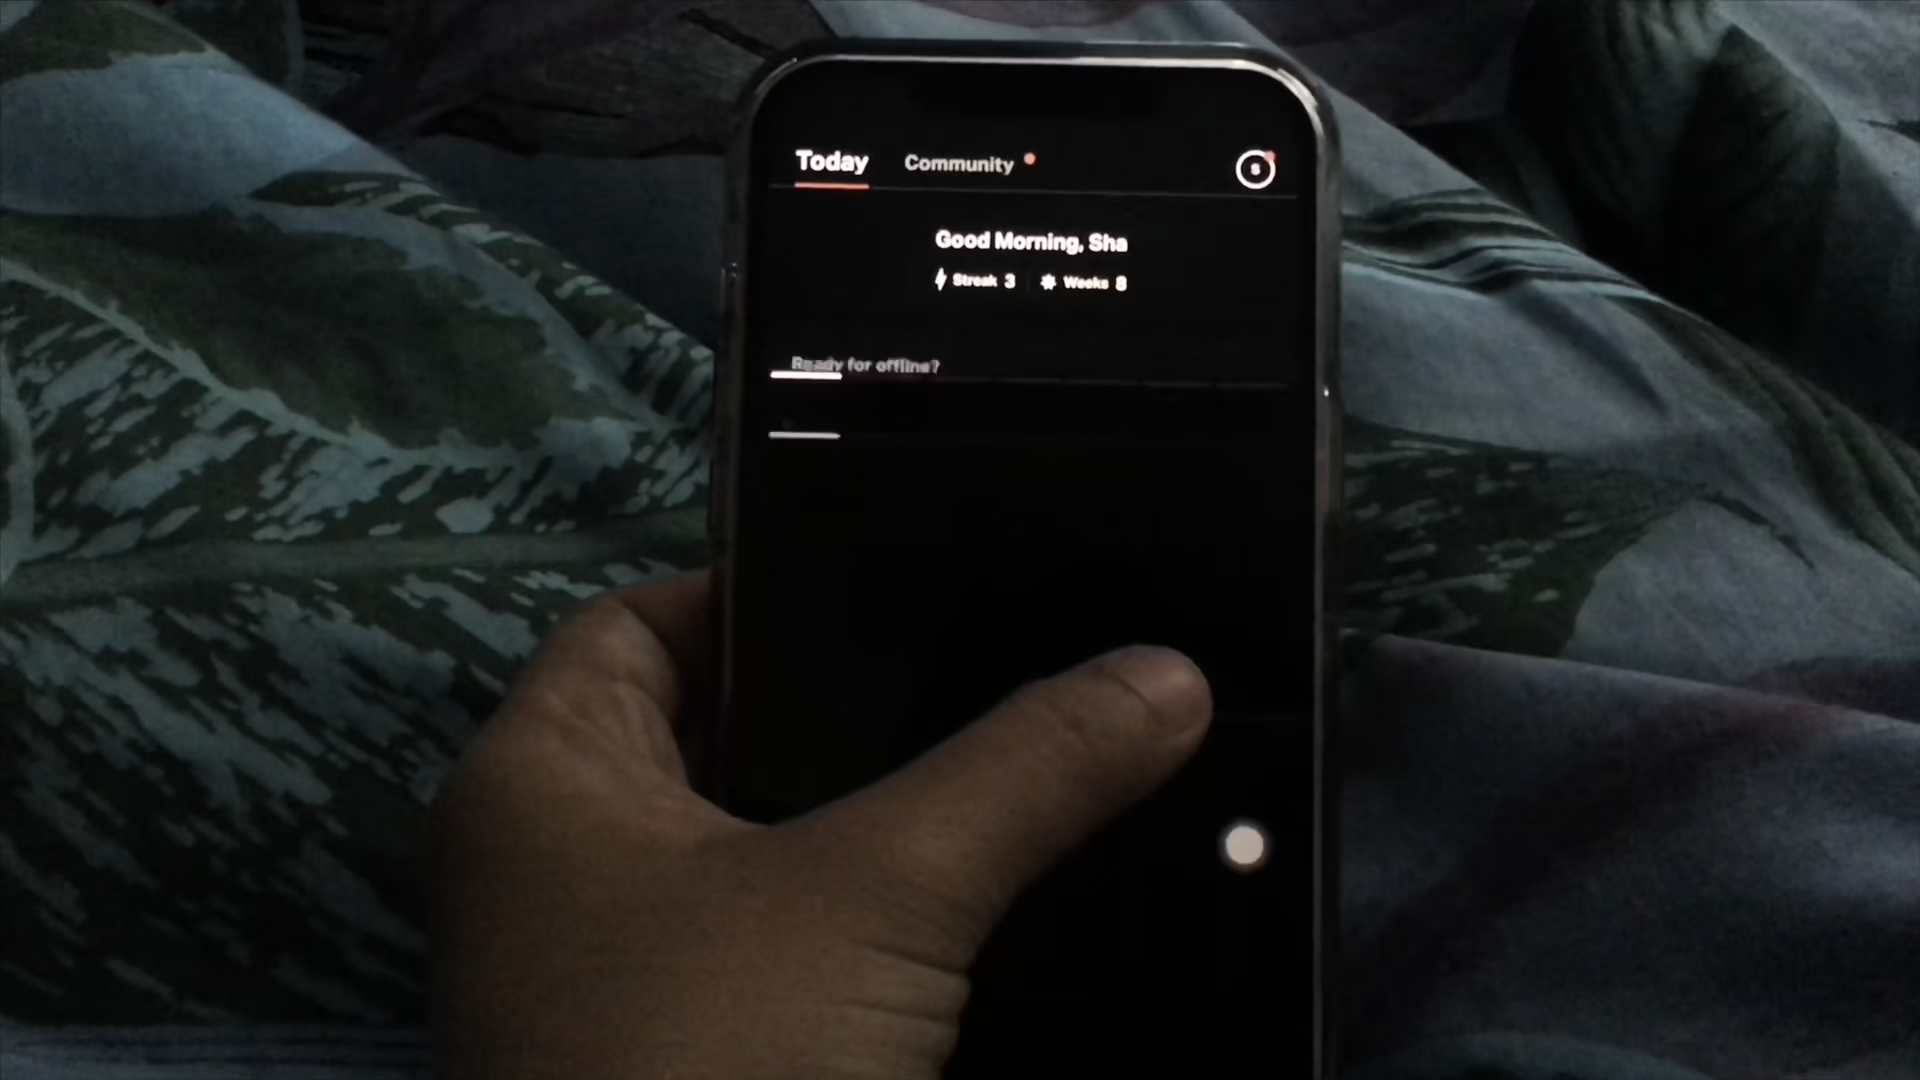 Today Community S
Good Morning, Sha
Streak 3 Weeks 8
Ready for offline?